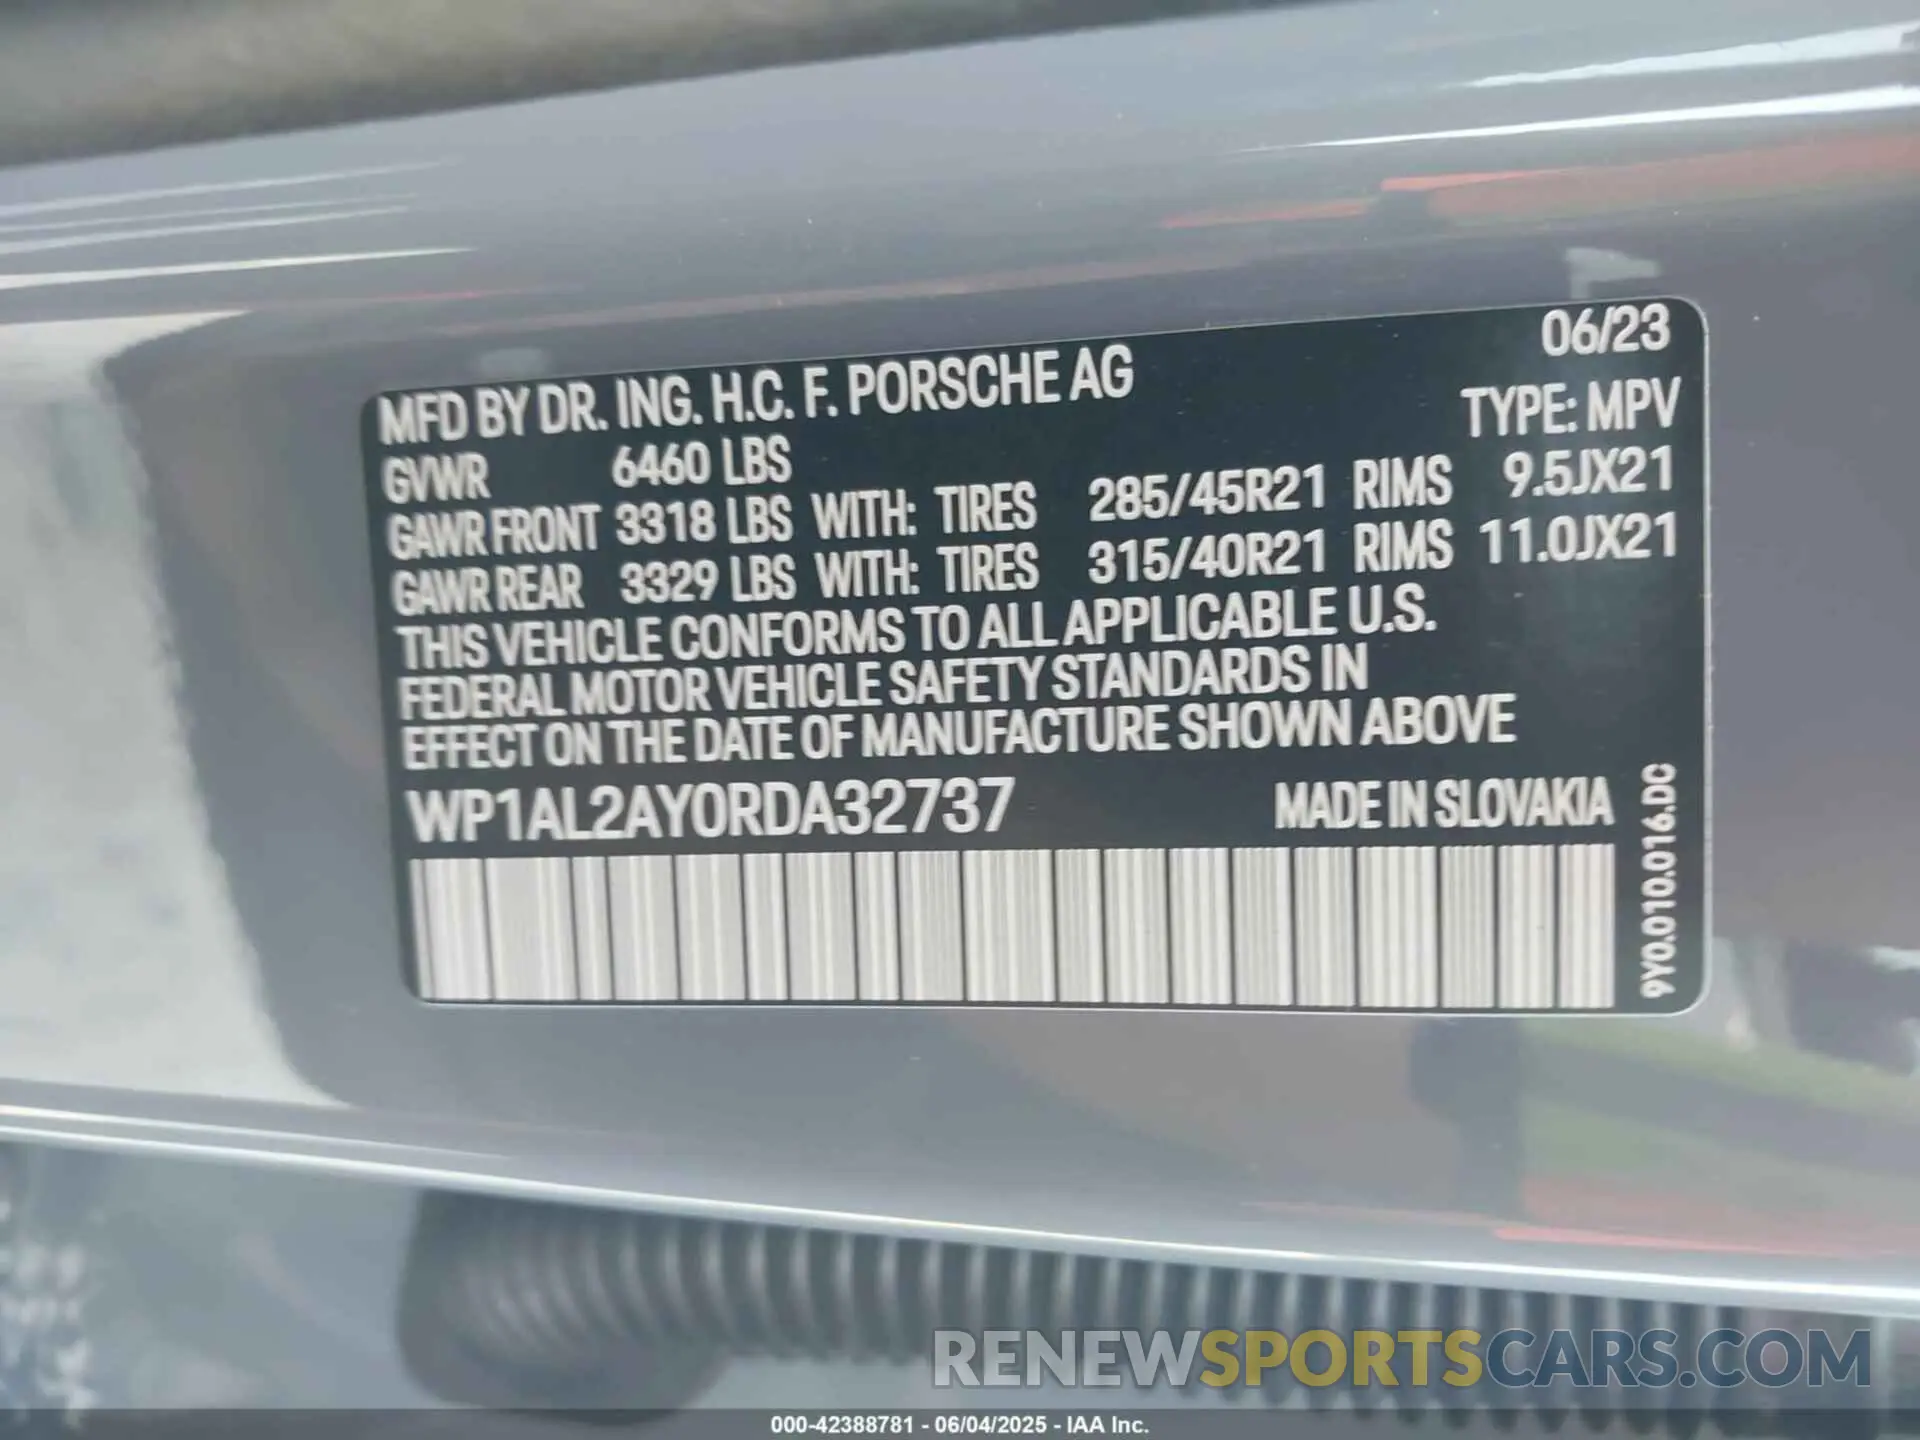 06/23
MFD BY DR. ING. H.C. F. PORSCHE AG
TYPE: MPV
GVWR 6460 LBS
GAWR FRONT 3318 LBS WITH: TIRES 285/45R21 RIMS 9.5JX21
GAWR REAR 3329 LBS WITH: TIRES 315/40R21 RIMS 11.0JX21
THIS VEHICLE CONFORMS TO ALL APPLICABLE U.S.
FEDERAL MOTOR VEHICLE SAFETY STANDARDS IN
EFFECT ON THE DATE OF MANUFACTURE SHOWN ABOVE
WP1AL2AY0RDA32737 MADE IN SLOVAKIA
9Y0.010.016.DC
RENEWSPORTSCARS.COM
000-42388781 - 06/04/2025 - IAA Inc.